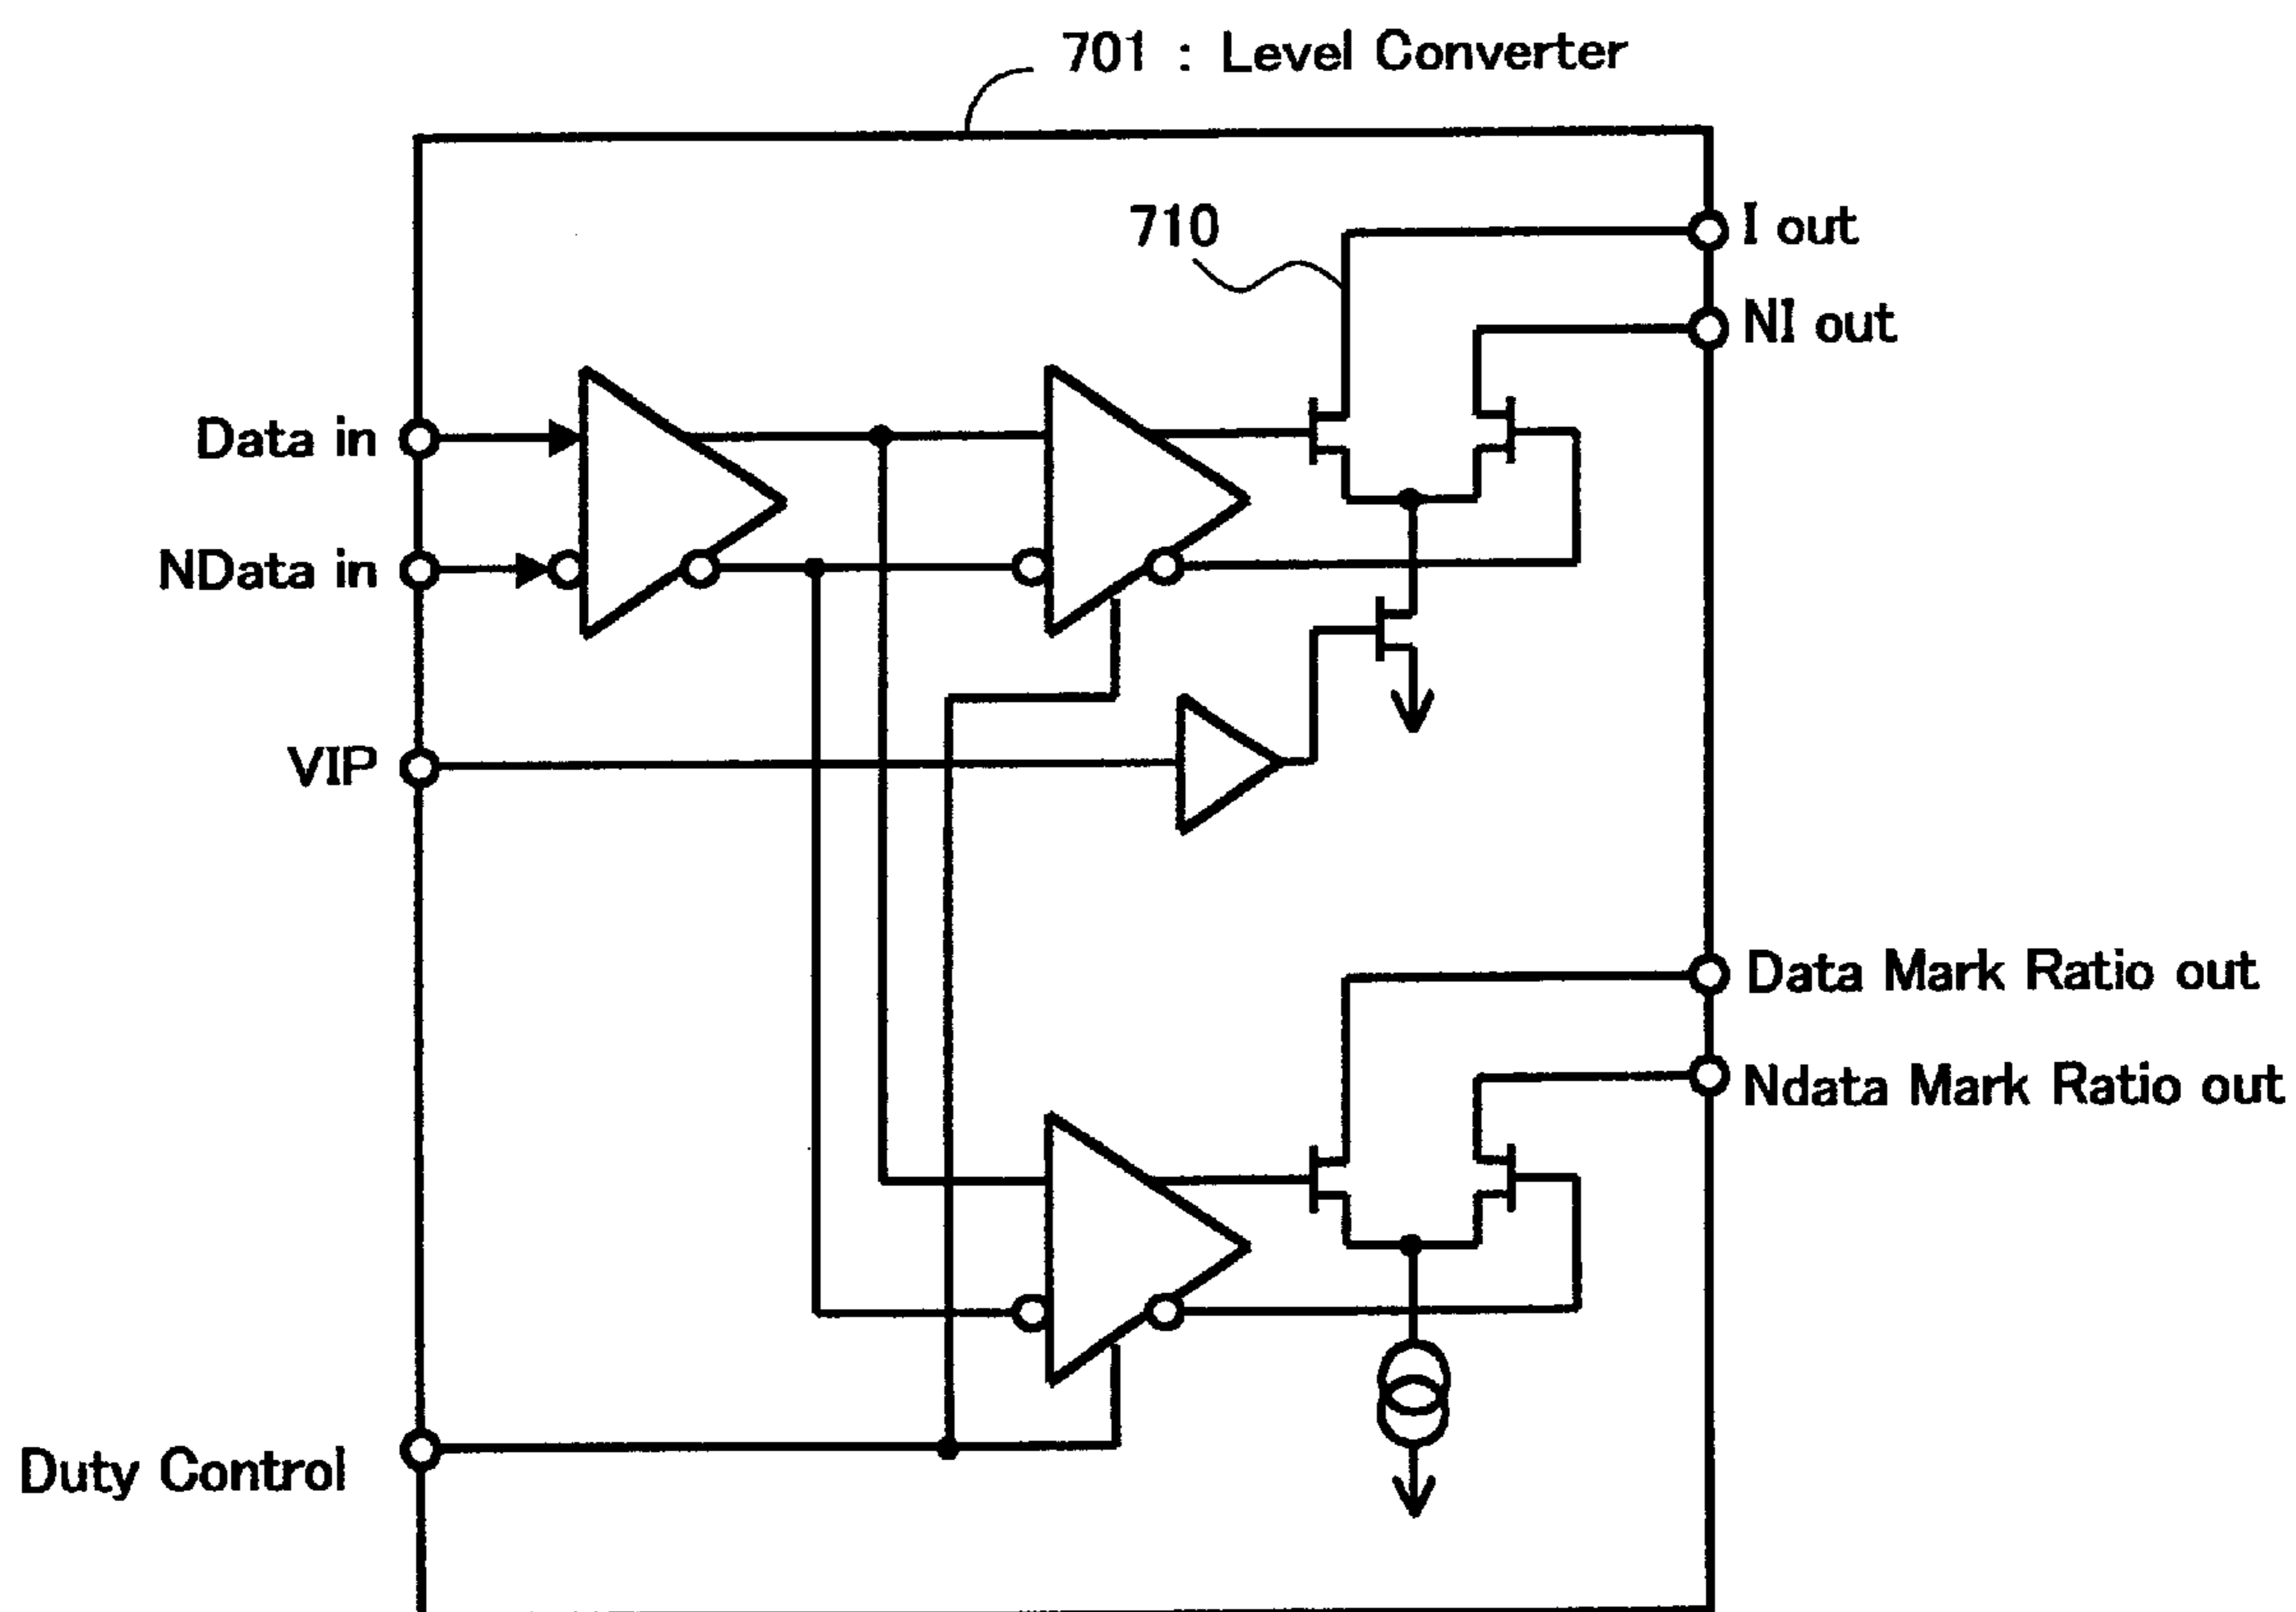 701 : Level Converter
710
I out
NI out
Data in
NData in
VIP
Data Mark Ratio out
Ndata Mark Ratio out
Duty Control